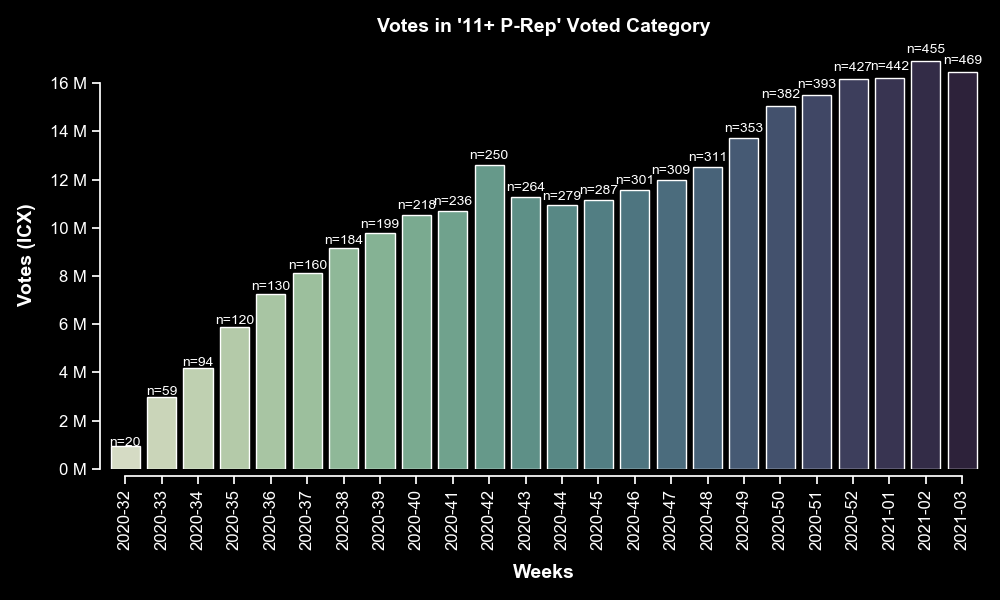 Votes in '11+ P-Rep' Voted Category
Votes (ICX)
16 M
14 M
12 M
10 M
8 M
6 M
4 M
2 M
0 M
n=20
n=59
n=94
n=120
n=130
n=160
n=184
n=199
n=218
n=236
n=250
n=264
n=279
n=287
n=301
n=309
n=311
n=353
n=382
n=393
n=427
n=442
n=455
n=469
2020-32
2020-33
2020-34
2020-35
2020-36
2020-37
2020-38
2020-39
2020-40
2020-41
2020-42
2020-43
2020-44
2020-45
2020-46
2020-47
2020-48
2020-49
2020-50
2020-51
2020-52
2021-01
2021-02
2021-03
Weeks